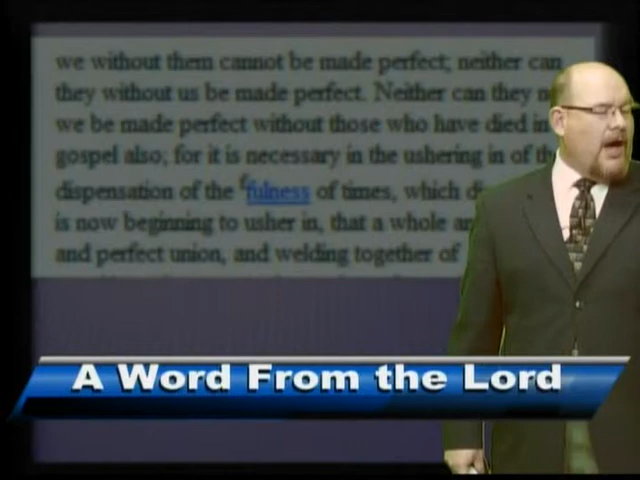 we without them cannot be made perfect; neither can
they without us be made perfect. Neither can they
we be made perfect without those who have died in
gospel also; for it is necessary in the ushering in of
dispensation of the fulness of times, which
is now beginning to usher in, that a whole
and perfect union, and welding together of
A Word From the Lord